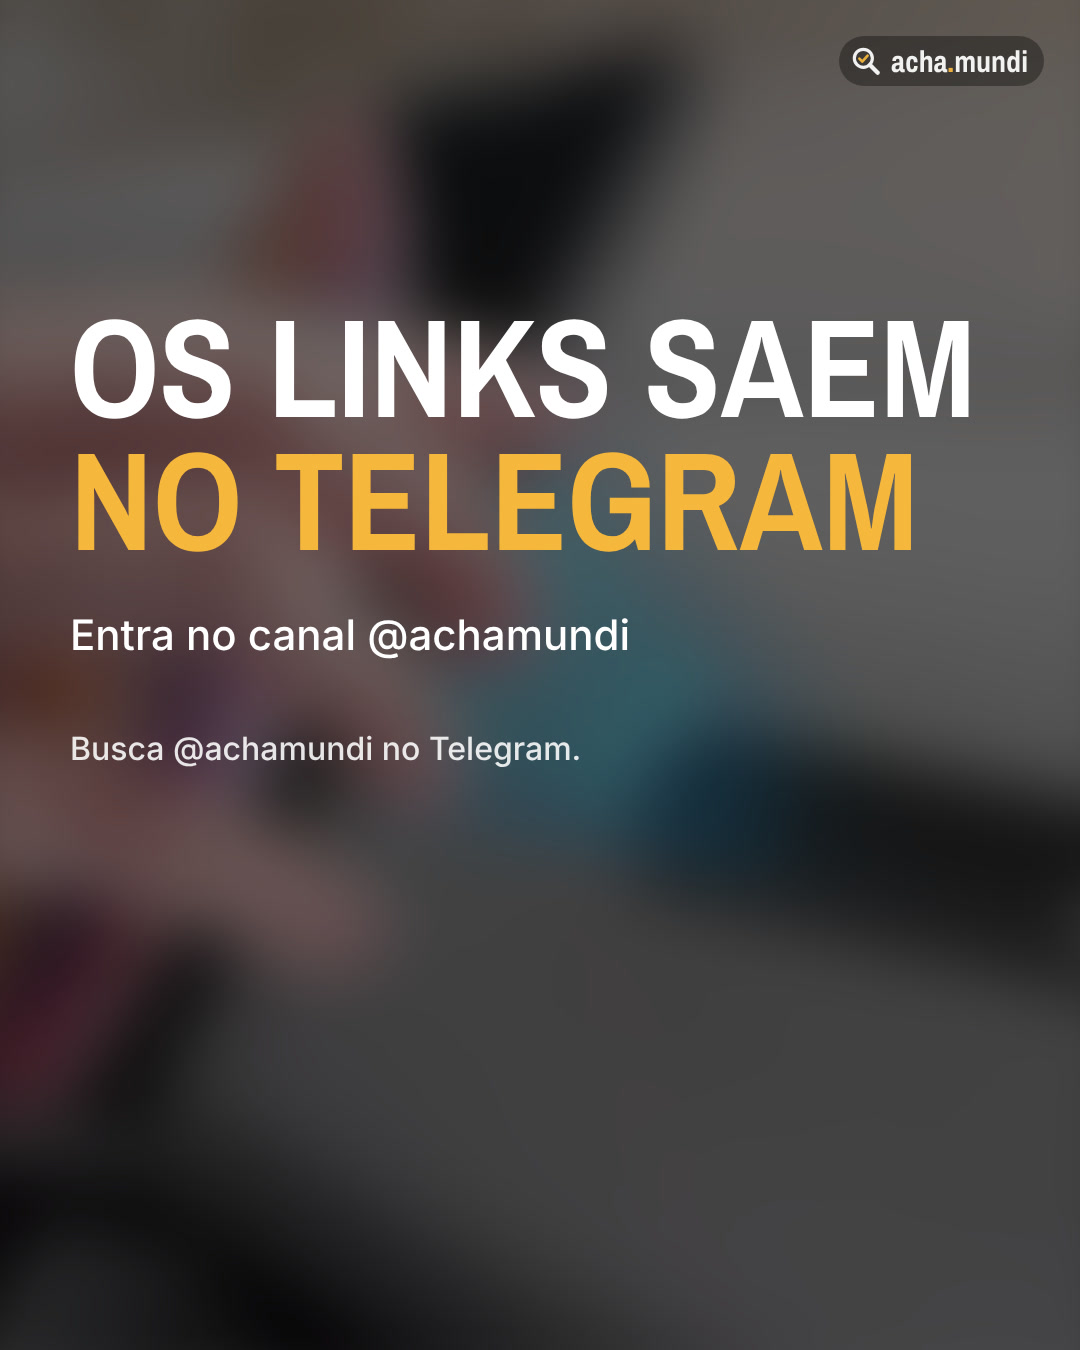 acha.mundi
OS LINKS SAEM
NO TELEGRAM
Entra no canal @achamundi
Busca @achamundi no Telegram.